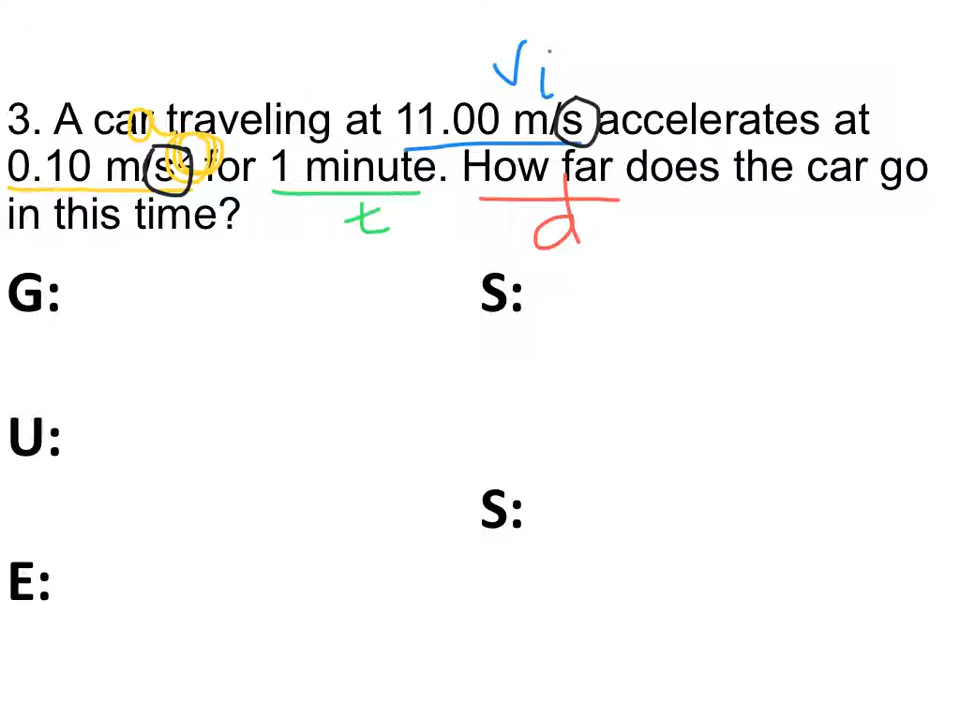 vi
3. A car traveling at 11.00 m/s accelerates at
a
0.10 m/s² for 1 minute. How far does the car go
in this time?
t
d
G:
S:
U:
S:
E: